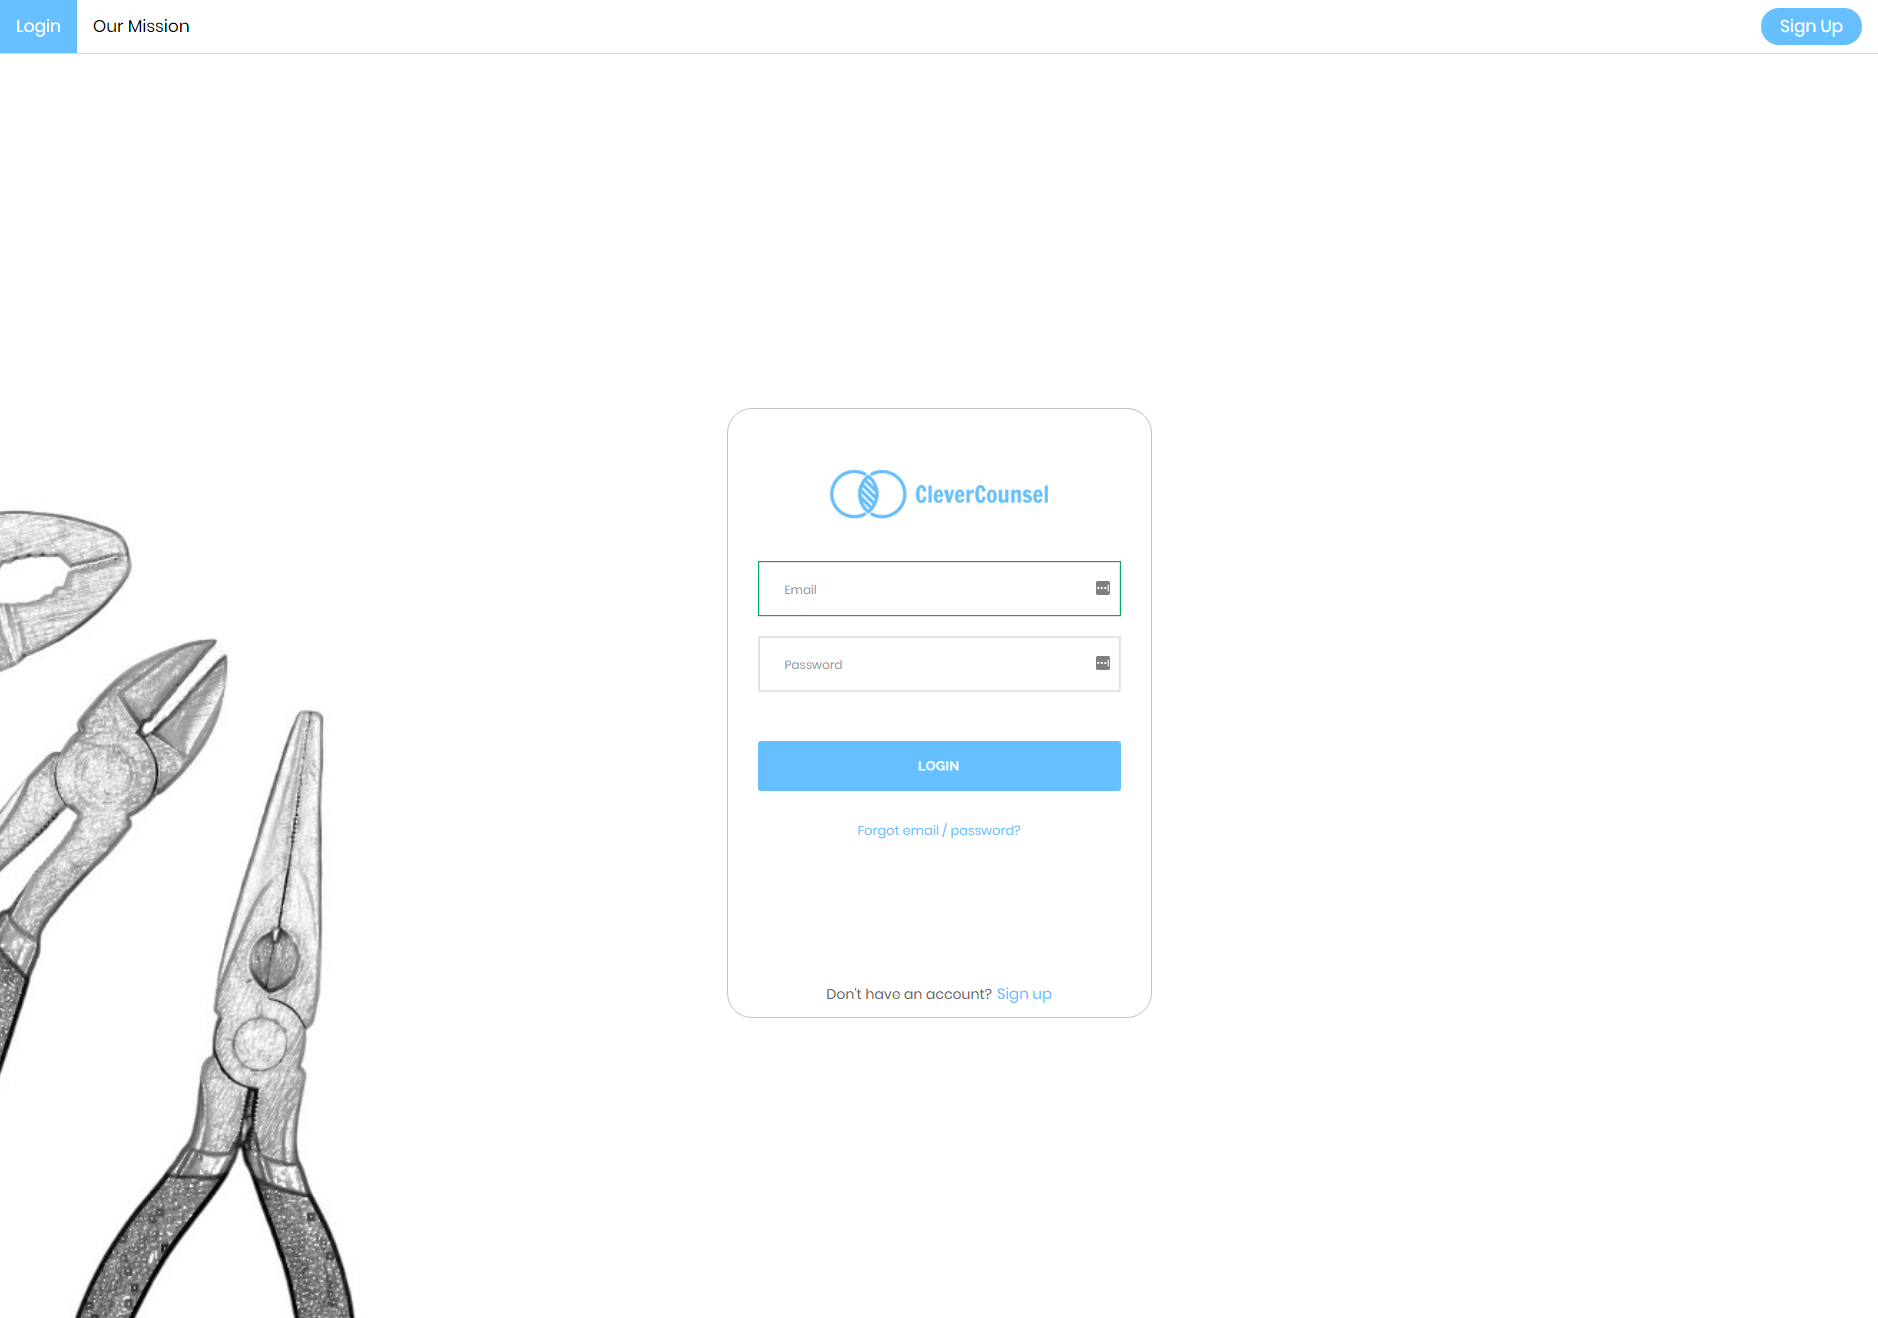 Login
Our Mission
Sign Up
CleverCounsel
Email
Password
LOGIN
Forgot email / password?
Don't have an account? Sign up